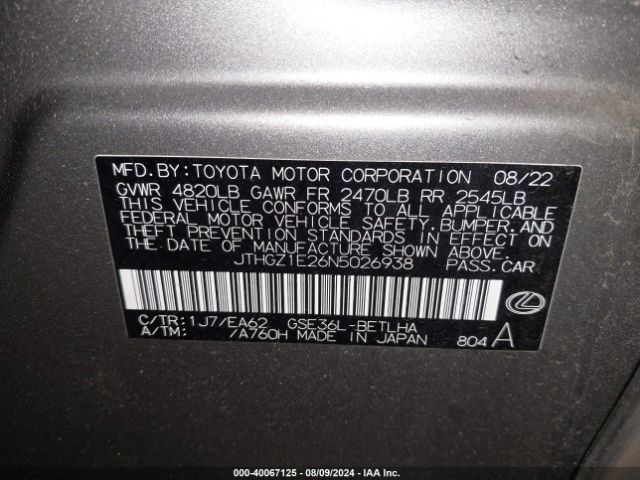 MFD.BY:TOYOTA MOTOR CORPORATION 08/22
GVWR 4820LB GAWR FR 2470LB RR 2545LB
THIS VEHICLE CONFORMS TO ALL APPLICABLE
FEDERAL MOTOR VEHICLE SAFETY,BUMPER,AND
THEFT PREVENTION STANDARDS IN EFFECT ON
THE DATE OF MANUFACTURE SHOWN ABOVE.
JTHGZ1E26N5026938 PASS.CAR
C/TR:1J7/EA62 GSE36L-BETLHA
A/TM: /A760H MADE IN JAPAN 804 A
000-40067125 - 08/09/2024 - IAA Inc.